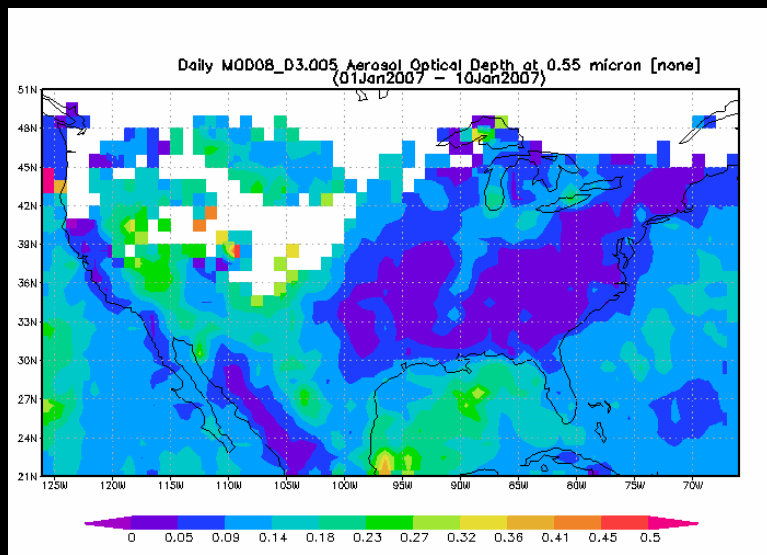 Daily MOD08_D3.005 Aerosol Optical Depth at 0.55 micron [none]
(01Jan2007 - 10Jan2007)
51N
48N
45N
42N
39N
36N
33N
30N
27N
24N
21N
125W 120W 115W 110W 105W 100W 95W 90W 85W 80W 75W 70W
0 0.05 0.09 0.14 0.18 0.23 0.27 0.32 0.36 0.41 0.45 0.5